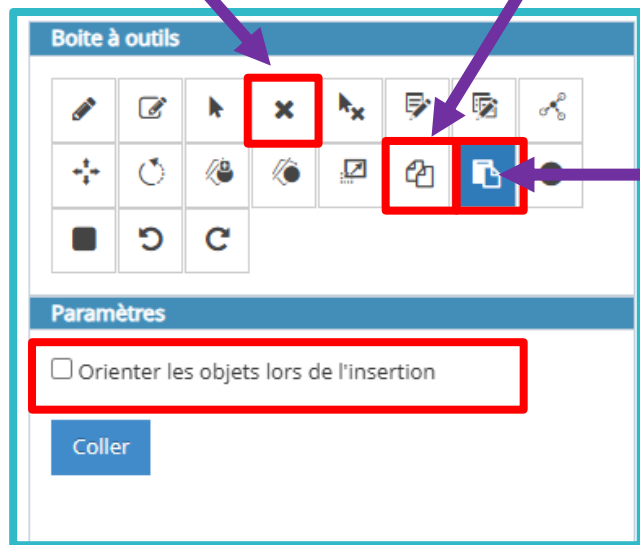 Boite à outils
Paramètres
Orienter les objets lors de l'insertion
Coller